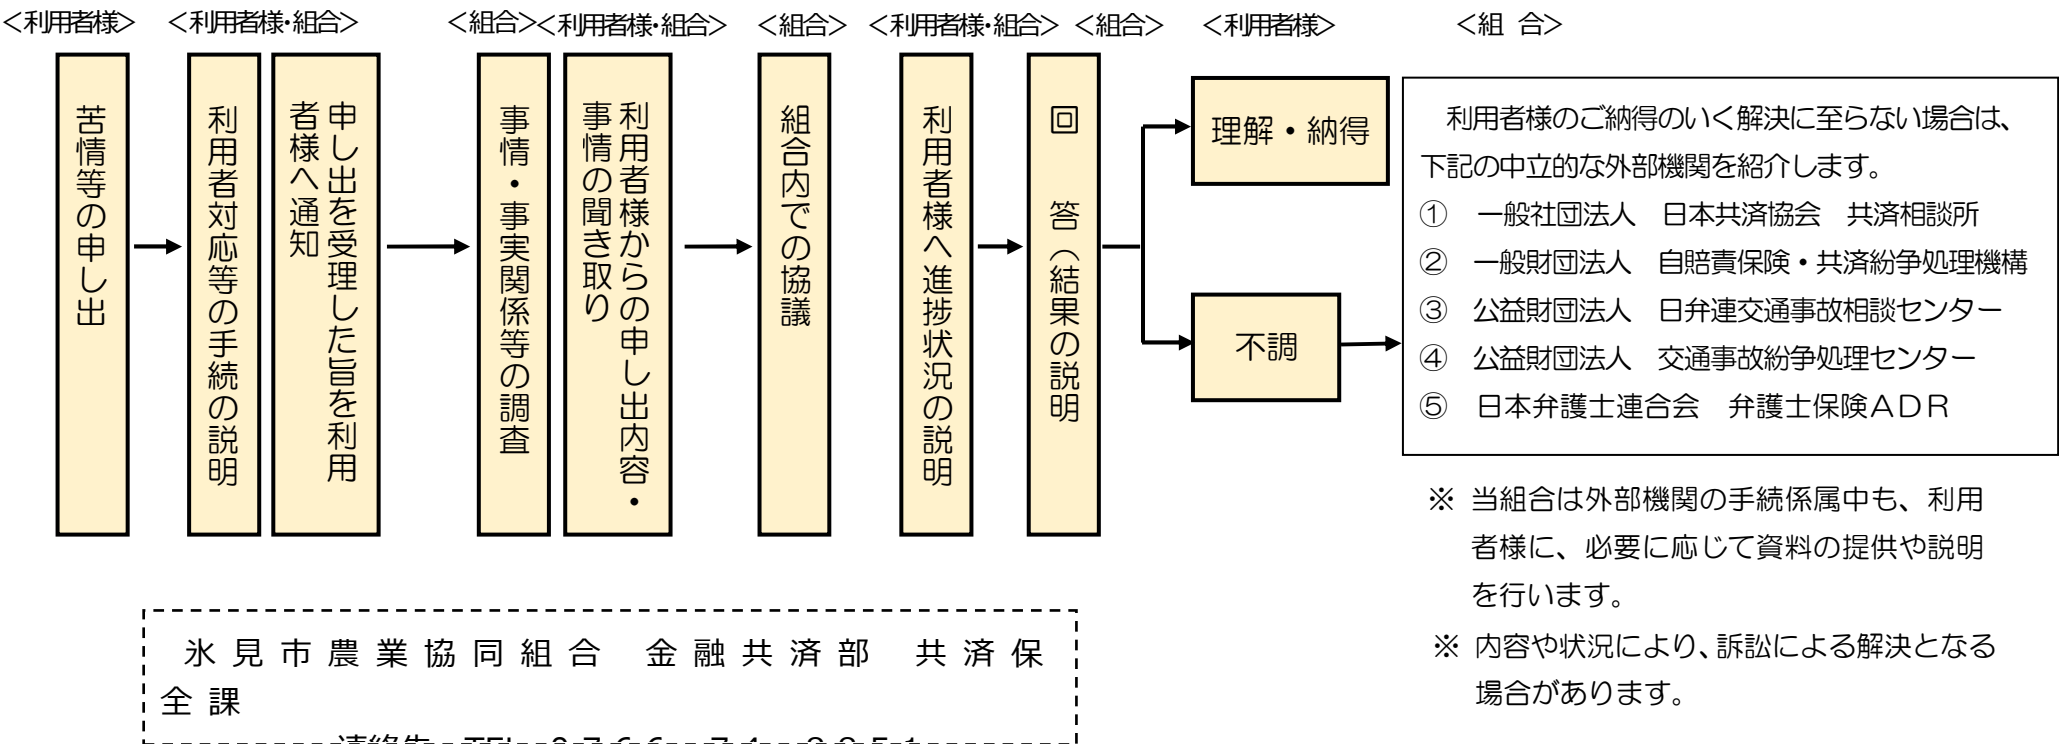 ＜利用者様＞
＜利用者様・組合＞
＜組合＞
＜利用者様・組合＞
＜組合＞
＜利用者様・組合＞
＜組合＞
＜利用者様＞
＜組 合＞
苦情等の申し出
利用者対応等の手続の説明
申し出を受理した旨を利用
者様へ通知
事情・事実関係等の調査
利用者様からの申し出内容・
事情の聞き取り
組合内での協議
利用者様へ進捗状況の説明
回　答（結果の説明
理解・納得
不調
利用者様のご納得のいく解決に至らない場合は、
下記の中立的な外部機関を紹介します。
①　一般社団法人　日本共済協会　共済相談所
②　一般財団法人　自賠責保険・共済紛争処理機構
③　公益財団法人　日弁連交通事故相談センター
④　公益財団法人　交通事故紛争処理センター
⑤　日本弁護士連合会　弁護士保険ＡＤＲ
※ 当組合は外部機関の手続係属中も、利用
者様に、必要に応じて資料の提供や説明
を行います。
※ 内容や状況により、訴訟による解決となる
場合があります。
氷見市農業協同組合　金融共済部　共済保
全課